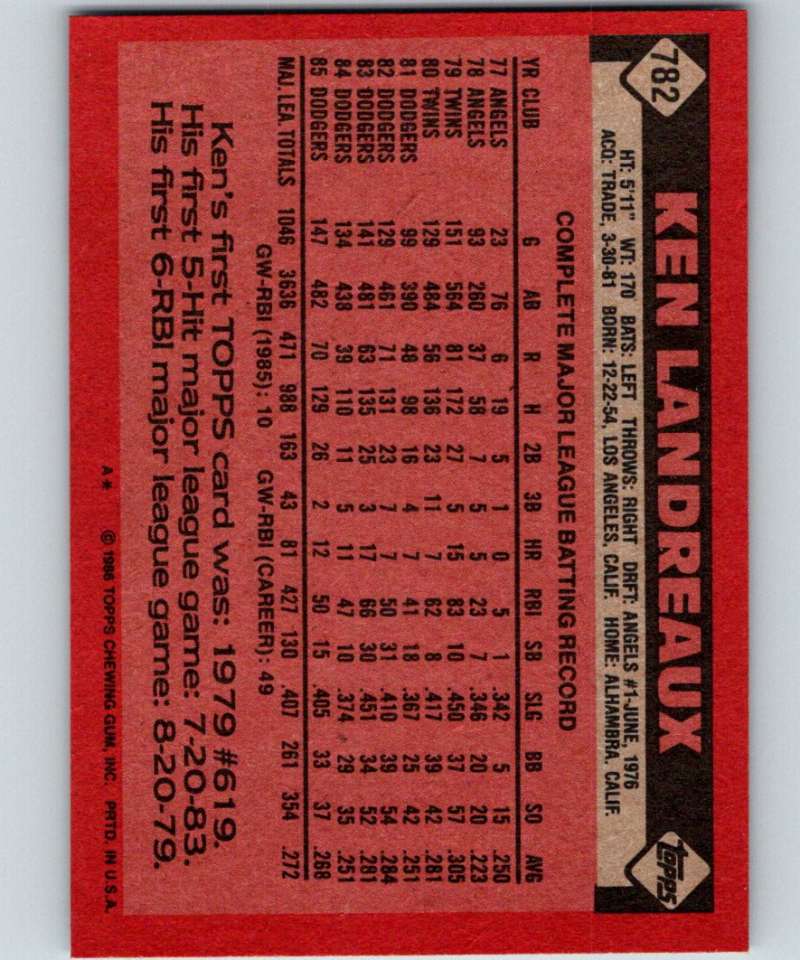 782 KEN LANDREAUX TOPPS
HT: 5'11" WT: 170 BATS: LEFT THROWS: RIGHT DRFT: ANGELS #1-JUNE, 1976
ACQ: TRADE, 3-30-81 BORN: 12-22-54, LOS ANGELES, CALIF. HOME: ALHAMBRA, CALIF.
COMPLETE MAJOR LEAGUE BATTING RECORD
YR CLUB G AB R H 2B 3B HR RBI SB SLG BB SO AVG
77 ANGELS 23 76 6 19 5 1 0 5 1 .342 5 15 .250
78 ANGELS 93 260 37 58 7 5 5 23 7 .346 20 20 .223
79 TWINS 151 564 81 172 27 5 15 83 10 .450 37 57 .305
80 TWINS 129 484 56 136 23 11 7 62 8 .417 39 42 .281
81 DODGERS 99 390 48 98 16 4 7 41 18 .367 25 42 .251
82 DODGERS 129 461 71 131 23 7 7 50 31 .410 39 54 .284
83 DODGERS 141 481 63 135 25 3 17 66 30 .451 34 52 .281
84 DODGERS 134 438 39 110 11 5 11 47 10 .374 29 35 .251
85 DODGERS 147 482 70 129 26 2 12 50 15 .405 33 37 .268
MAJ. LEA. TOTALS 1046 3636 471 988 163 43 81 427 130 .407 261 354 .272
GW-RBI (1985): 10 GW-RBI (CAREER): 49
Ken's first TOPPS card was: 1979 #619.
His first 5-Hit major league game: 7-20-83.
His first 6-RBI major league game: 8-20-79.
A* © 1986 TOPPS CHEWING GUM, INC. PRTD. IN U.S.A.